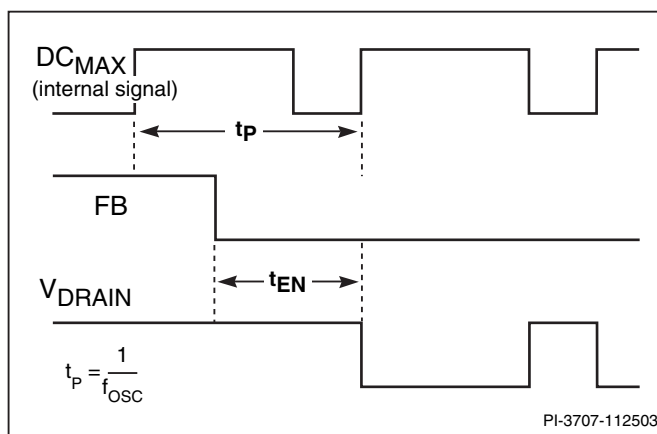 DCMAX
(internal signal)
tP
FB
tEN
VDRAIN
tP = 1/fOSC
PI-3707-112503